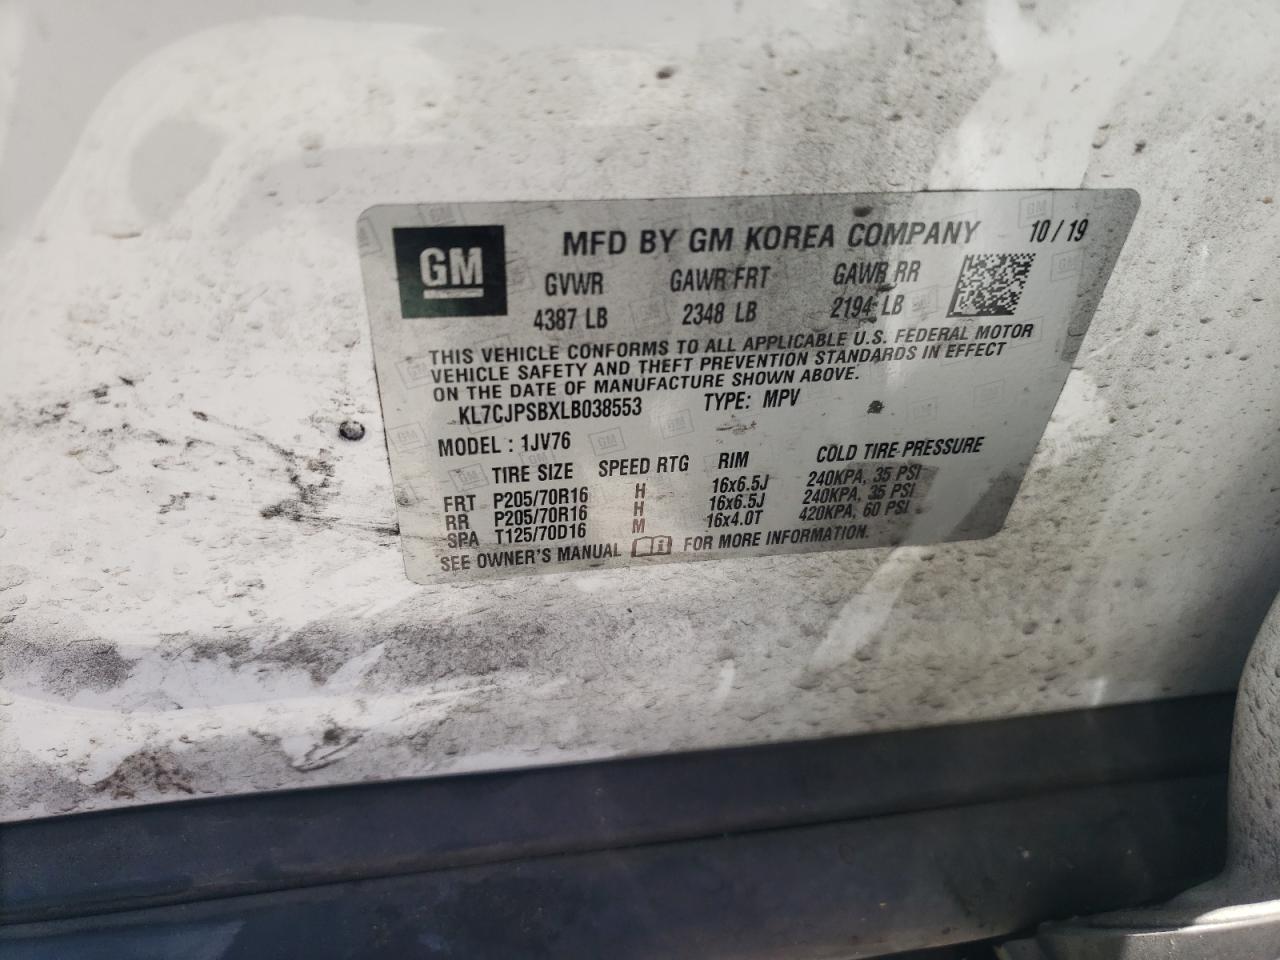 GM
MFD BY GM KOREA COMPANY 10/19
GVWR GAWR FRT GAWR RR
4387 LB 2348 LB 2194 LB
THIS VEHICLE CONFORMS TO ALL APPLICABLE U.S. FEDERAL MOTOR
VEHICLE SAFETY AND THEFT PREVENTION STANDARDS IN EFFECT
ON THE DATE OF MANUFACTURE SHOWN ABOVE.
KL7CJPSBXLB038553 TYPE: MPV
MODEL : 1JV76
TIRE SIZE SPEED RTG RIM COLD TIRE PRESSURE
FRT P205/70R16 H 16x6.5J 240KPA, 35 PSI
RR P205/70R16 H 16x6.5J 240KPA, 35 PSI
SPA T125/70D16 M 16x4.0T 420KPA, 60 PSI
SEE OWNER'S MANUAL FOR MORE INFORMATION.